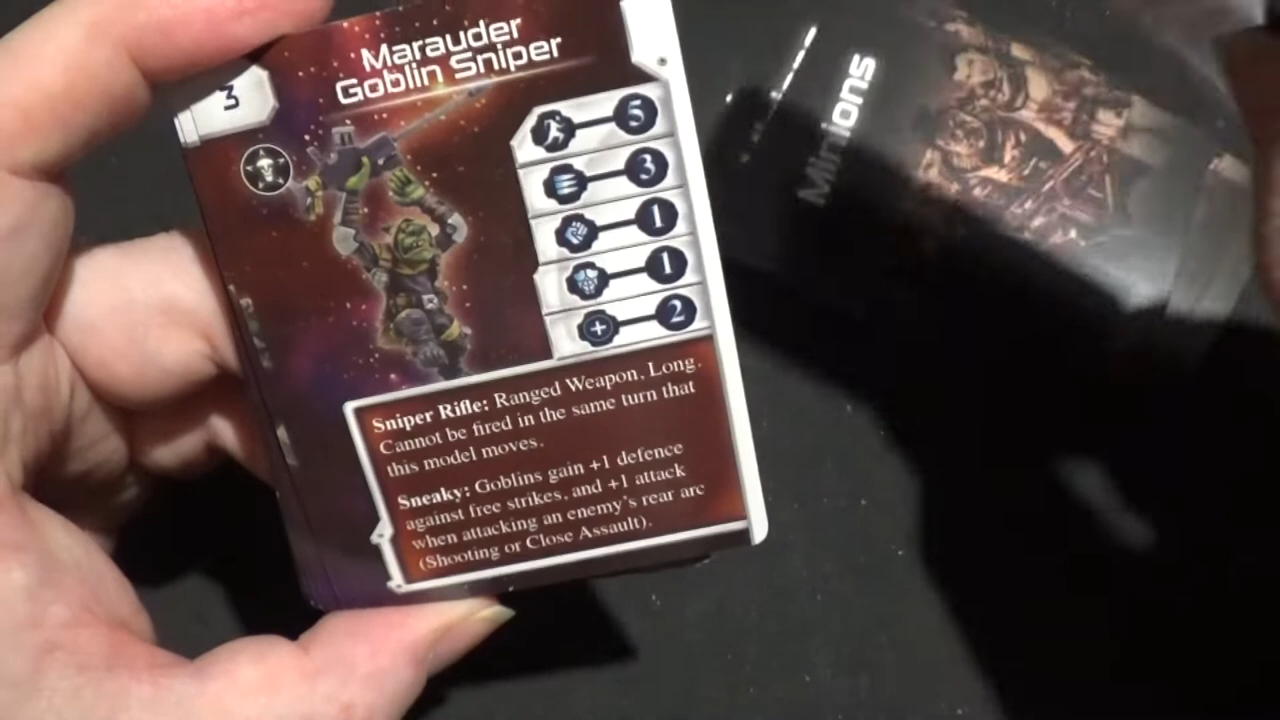 Marauder
Goblin Sniper
3
5
3
1
1
2
Sniper Rifle: Ranged Weapon, Long.
Cannot be fired in the same turn that
this model moves.
Sneaky: Goblins gain +1 defence
against free strikes, and +1 attack
when attacking an enemy's rear arc
(Shooting or Close Assault).
Minions